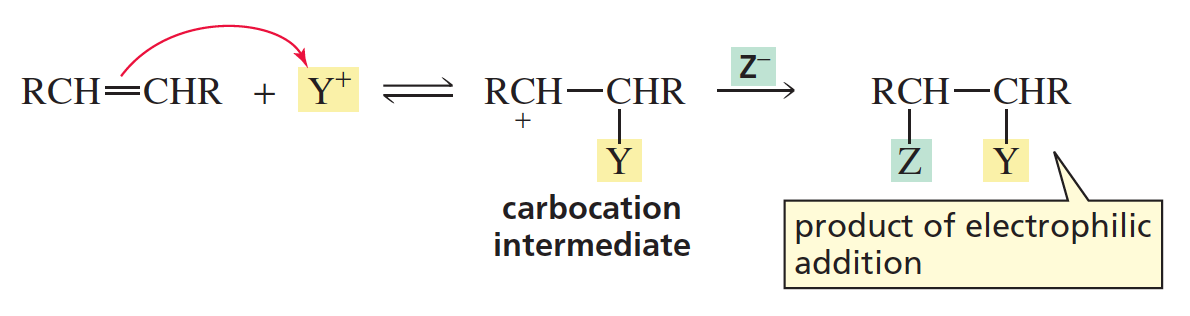 RCH=CHR + Y⁺ ⇌ RCH—CHR Z⁻ → RCH—CHR
+
Y Z Y
carbocation
intermediate
product of electrophilic
addition